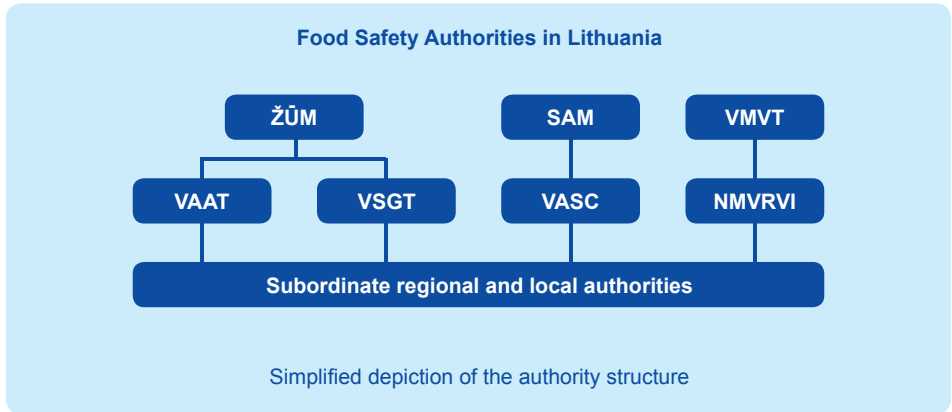 Food Safety Authorities in Lithuania
ŽŪM
SAM
VMVT
VAAT
VSGT
VASC
NMVRVI
Subordinate regional and local authorities
Simplified depiction of the authority structure